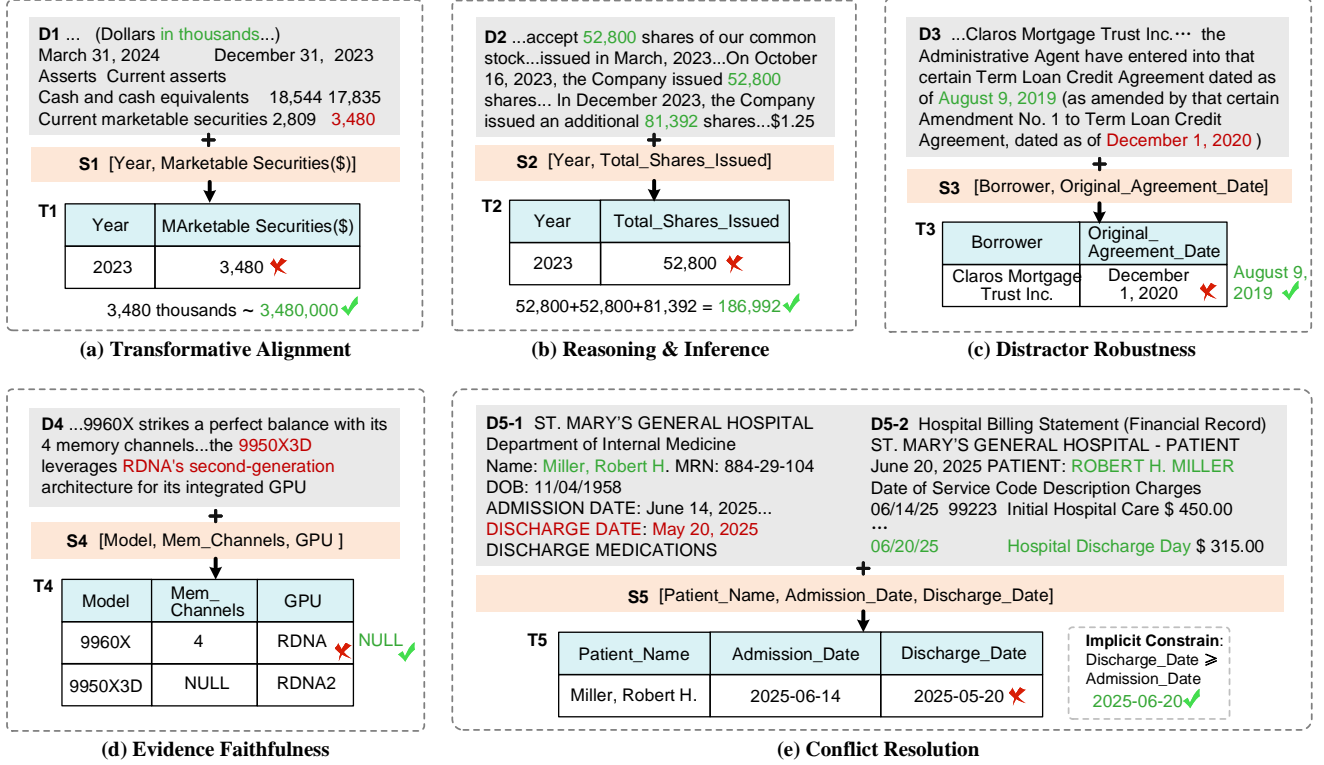 D1 ... (Dollars in thousands...)
March 31, 2024 December 31, 2023
Asserts Current asserts
Cash and cash equivalents 18,544 17,835
Current marketable securities 2,809 3,480
+
S1 [Year, Marketable Securities($)]
T1
Year MArketable Securities($)
2023 3,480
3,480 thousands ~ 3,480,000
(a) Transformative Alignment
D2 ...accept 52,800 shares of our common
stock...issued in March, 2023...On October
16, 2023, the Company issued 52,800
shares... In December 2023, the Company
issued an additional 81,392 shares...$1.25
+
S2 [Year, Total_Shares_Issued]
T2
Year Total_Shares_Issued
2023 52,800
52,800+52,800+81,392 = 186,992
(b) Reasoning & Inference
D3 ...Claros Mortgage Trust Inc.··· the
Administrative Agent have entered into that
certain Term Loan Credit Agreement dated as
of August 9, 2019 (as amended by that certain
Amendment No. 1 to Term Loan Credit
Agreement, dated as of December 1, 2020 )
+
S3 [Borrower, Original_Agreement_Date]
T3
Borrower Original_
Agreement_Date
Claros Mortgage
Trust Inc.
December
1, 2020
August 9,
2019
(c) Distractor Robustness
D4 ...9960X strikes a perfect balance with its
4 memory channels...the 9950X3D
leverages RDNA's second-generation
architecture for its integrated GPU
+
S4 [Model, Mem_Channels, GPU ]
T4
Model Mem_
Channels GPU
9960X 4 RDNA NULL
9950X3D NULL RDNA2
(d) Evidence Faithfulness
D5-1 ST. MARY'S GENERAL HOSPITAL
Department of Internal Medicine
Name: Miller, Robert H. MRN: 884-29-104
DOB: 11/04/1958
ADMISSION DATE: June 14, 2025...
DISCHARGE DATE: May 20, 2025
DISCHARGE MEDICATIONS
D5-2 Hospital Billing Statement (Financial Record)
ST. MARY'S GENERAL HOSPITAL - PATIENT
June 20, 2025 PATIENT: ROBERT H. MILLER
Date of Service Code Description Charges
06/14/25 99223 Initial Hospital Care $ 450.00
···
06/20/25 Hospital Discharge Day $ 315.00
+
S5 [Patient_Name, Admission_Date, Discharge_Date]
T5
Patient_Name Admission_Date Discharge_Date
Miller, Robert H. 2025-06-14 2025-05-20
Implicit Constrain:
Discharge_Date ⩾
Admission_Date
2025-06-20
(e) Conflict Resolution